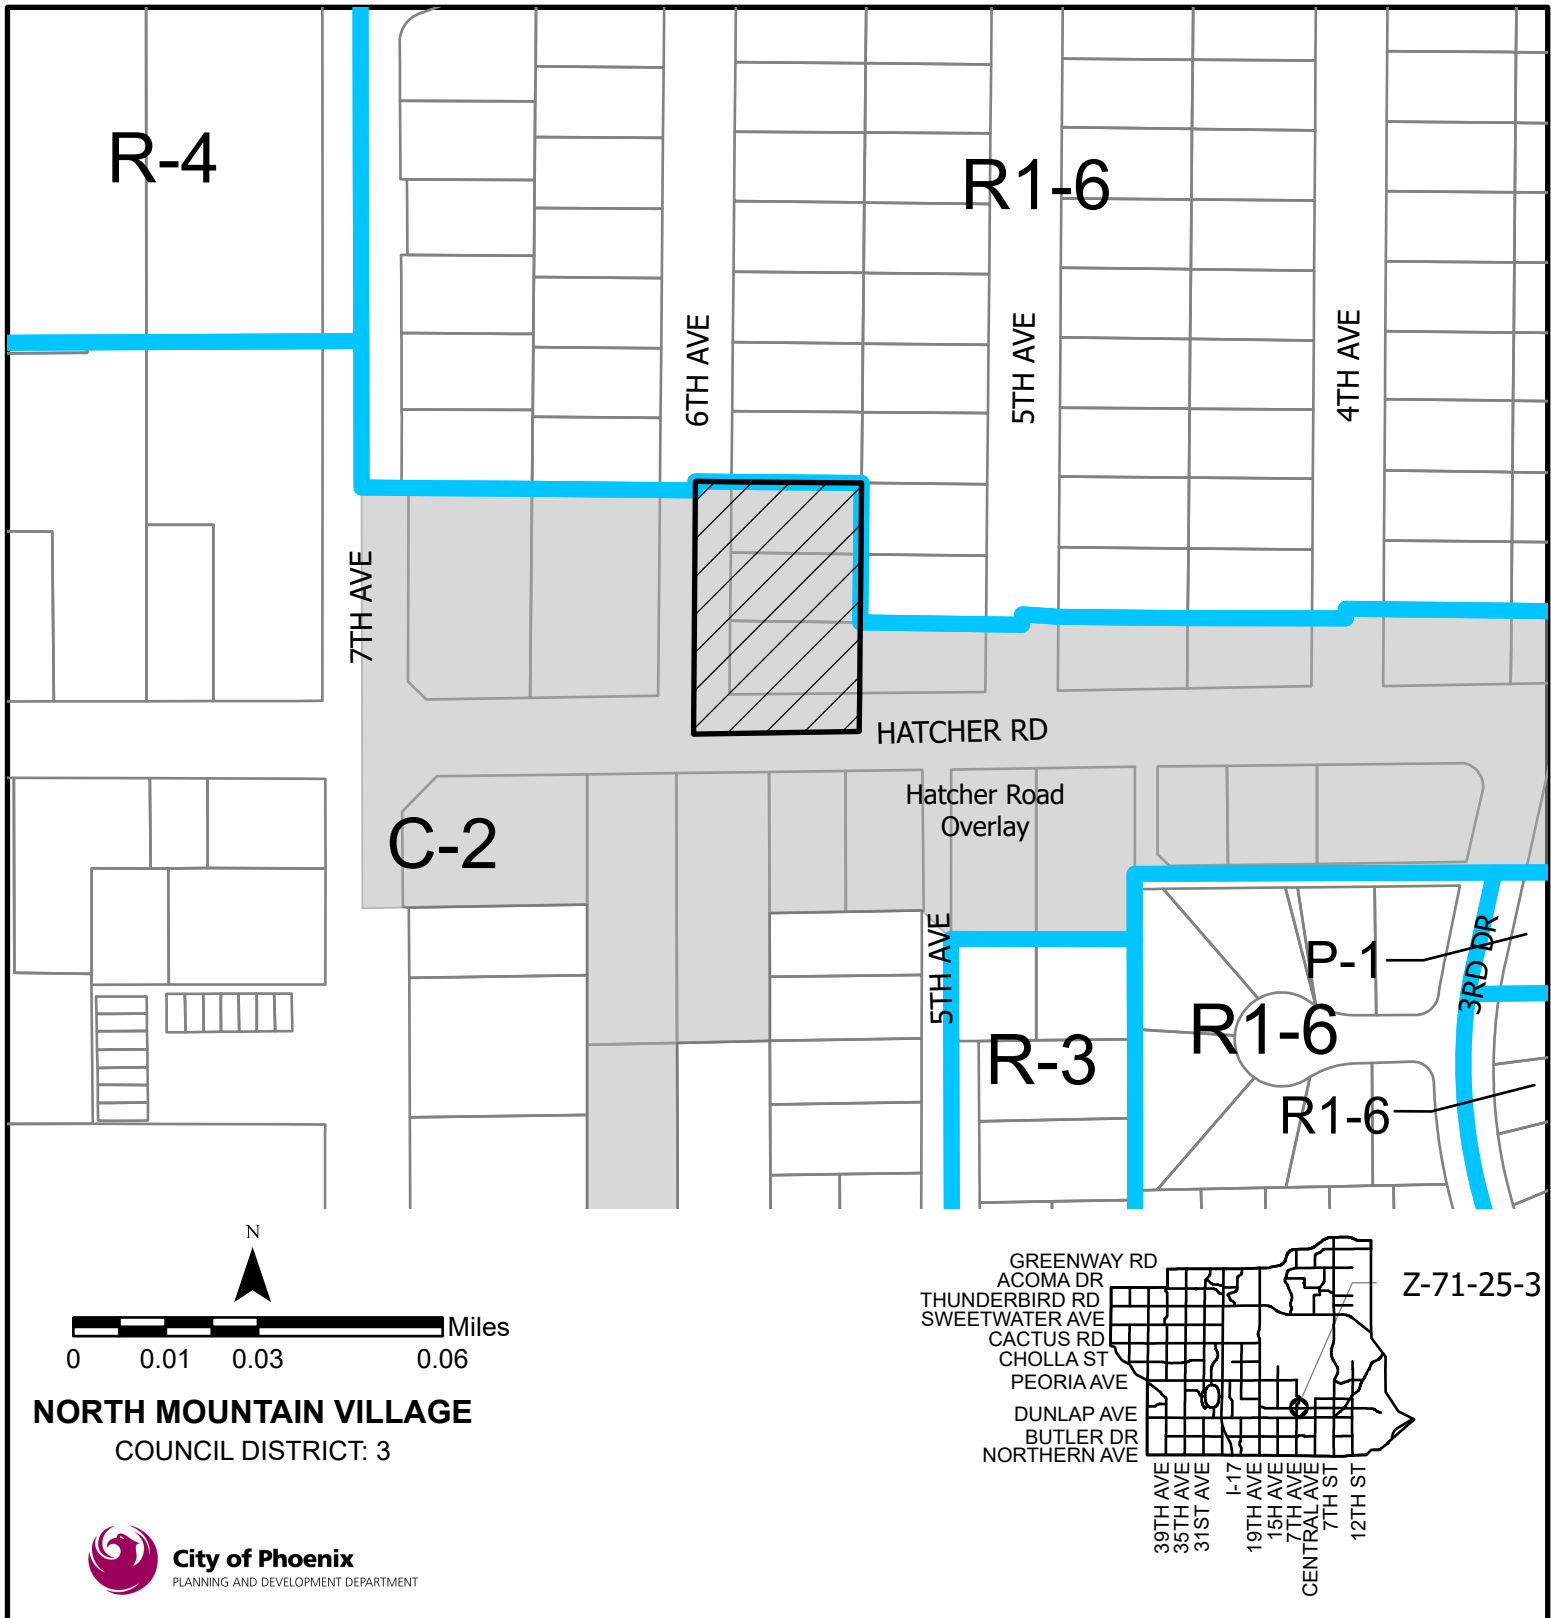 R-4
R1-6
6TH AVE
5TH AVE
4TH AVE
7TH AVE
HATCHER RD
Hatcher Road
Overlay
C-2
5TH AVE
P-1
3RD DR
R1-6
R-3
R1-6
N
Miles
0 0.01 0.03 0.06
NORTH MOUNTAIN VILLAGE
COUNCIL DISTRICT: 3
City of Phoenix
PLANNING AND DEVELOPMENT DEPARTMENT
Z-71-25-3
GREENWAY RD
ACOMA DR
THUNDERBIRD RD
SWEETWATER AVE
CACTUS RD
CHOLLA ST
PEORIA AVE
DUNLAP AVE
BUTLER DR
NORTHERN AVE
39TH AVE
35TH AVE
31ST AVE
I-17
19TH AVE
15H AVE
7TH AVE
CENTRAL AVE
7TH ST
12TH ST